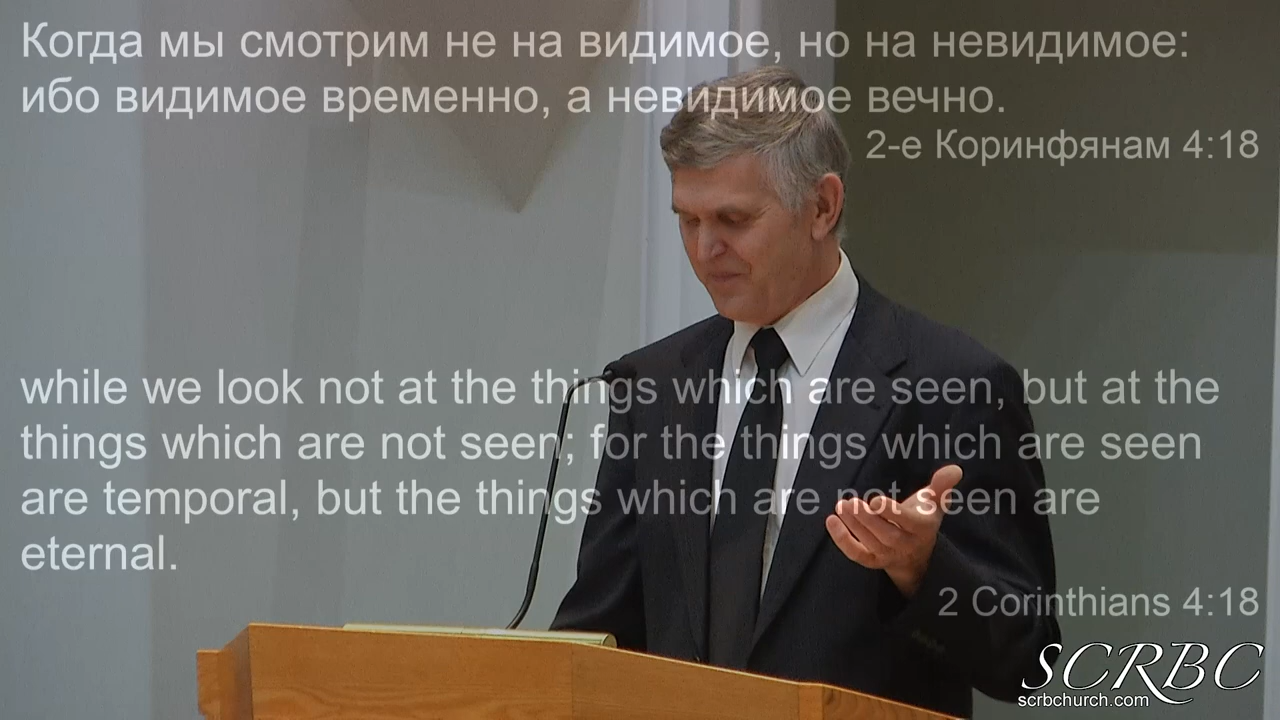 Когда мы смотрим не на видимое, но на невидимое:
ибо видимое временно, а невидимое вечно.
2-е Коринфянам 4:18
while we look not at the things which are seen, but at the
things which are not seen; for the things which are seen
are temporal, but the things which are not seen are
eternal.
2 Corinthians 4:18
SCRBC
scrbchurch.com